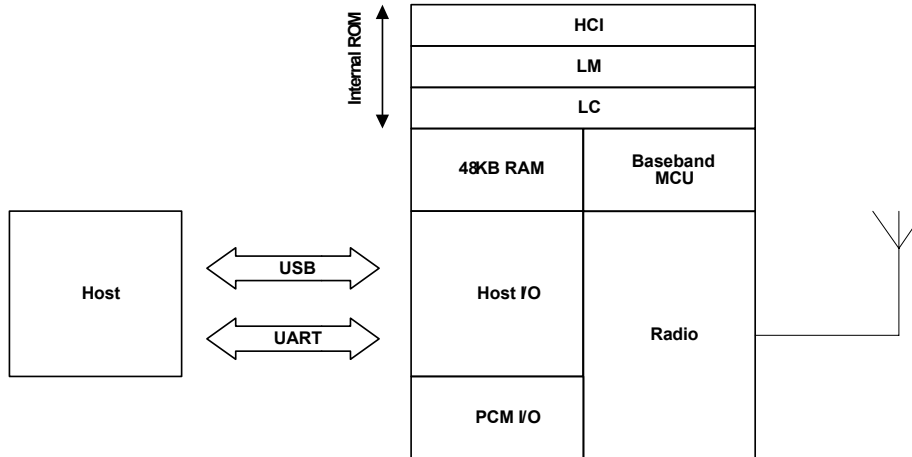 Internal ROM
HCI
LM
LC
48KB RAM
Baseband
MCU
Host
USB
UART
Host I/O
Radio
PCM I/O